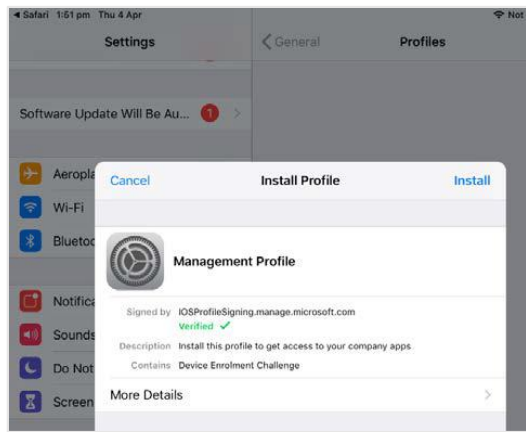 Safari 1:51 pm Thu 4 Apr
Not
Settings
General
Profiles
Software Update Will Be Au...
1
Aeropla
Wi-Fi
Bluetoo
Notifica
Sounds
Do Not
Screen
Cancel
Install Profile
Install
Management Profile
Signed by IOSProfileSigning.manage.microsoft.com
Verified ✓
Description Install this profile to get access to your company apps
Contains Device Enrolment Challenge
More Details